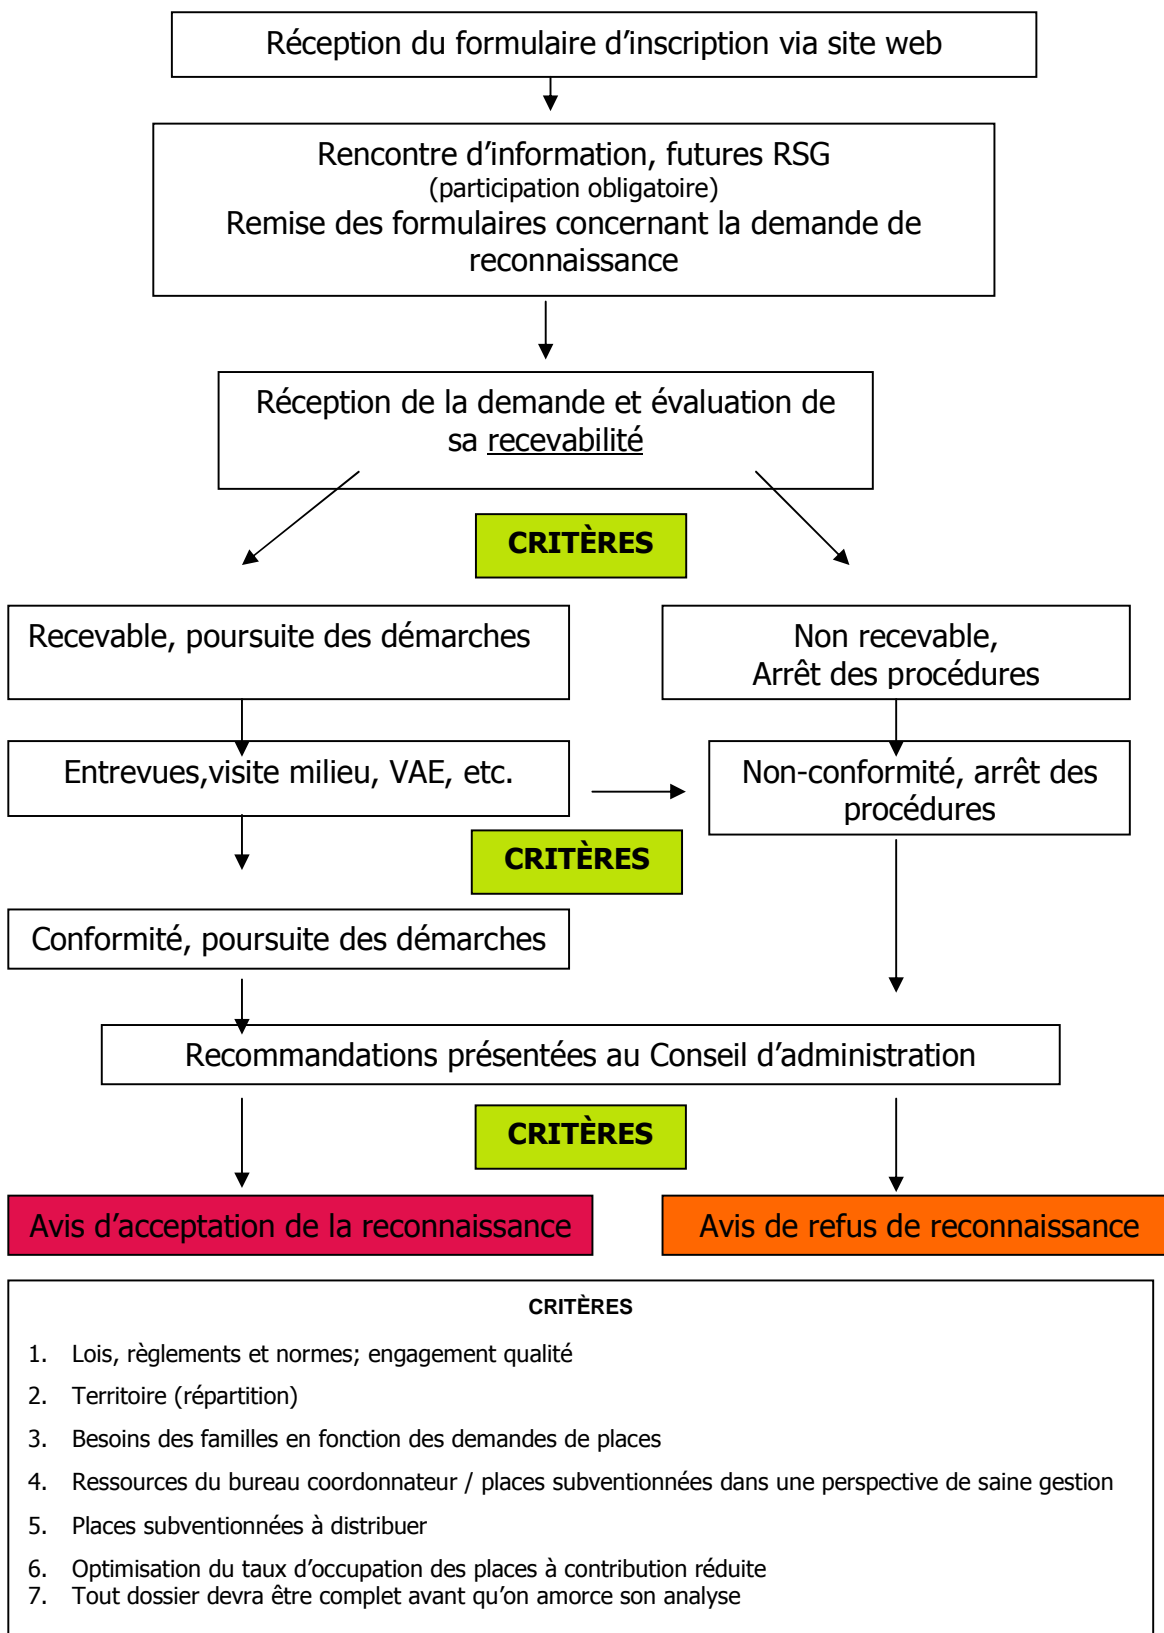 Réception du formulaire d’inscription via site web
Rencontre d’information, futures RSG
(participation obligatoire)
Remise des formulaires concernant la demande de
reconnaissance
Réception de la demande et évaluation de
sa recevabilité
CRITÈRES
Recevable, poursuite des démarches
Non recevable,
Arrêt des procédures
Entrevues,visite milieu, VAE, etc.
Non-conformité, arrêt des
procédures
CRITÈRES
Conformité, poursuite des démarches
Recommandations présentées au Conseil d’administration
CRITÈRES
Avis d’acceptation de la reconnaissance
Avis de refus de reconnaissance
CRITÈRES
1. Lois, règlements et normes; engagement qualité
2. Territoire (répartition)
3. Besoins des familles en fonction des demandes de places
4. Ressources du bureau coordonnateur / places subventionnées dans une perspective de saine gestion
5. Places subventionnées à distribuer
6. Optimisation du taux d’occupation des places à contribution réduite
7. Tout dossier devra être complet avant qu’on amorce son analyse